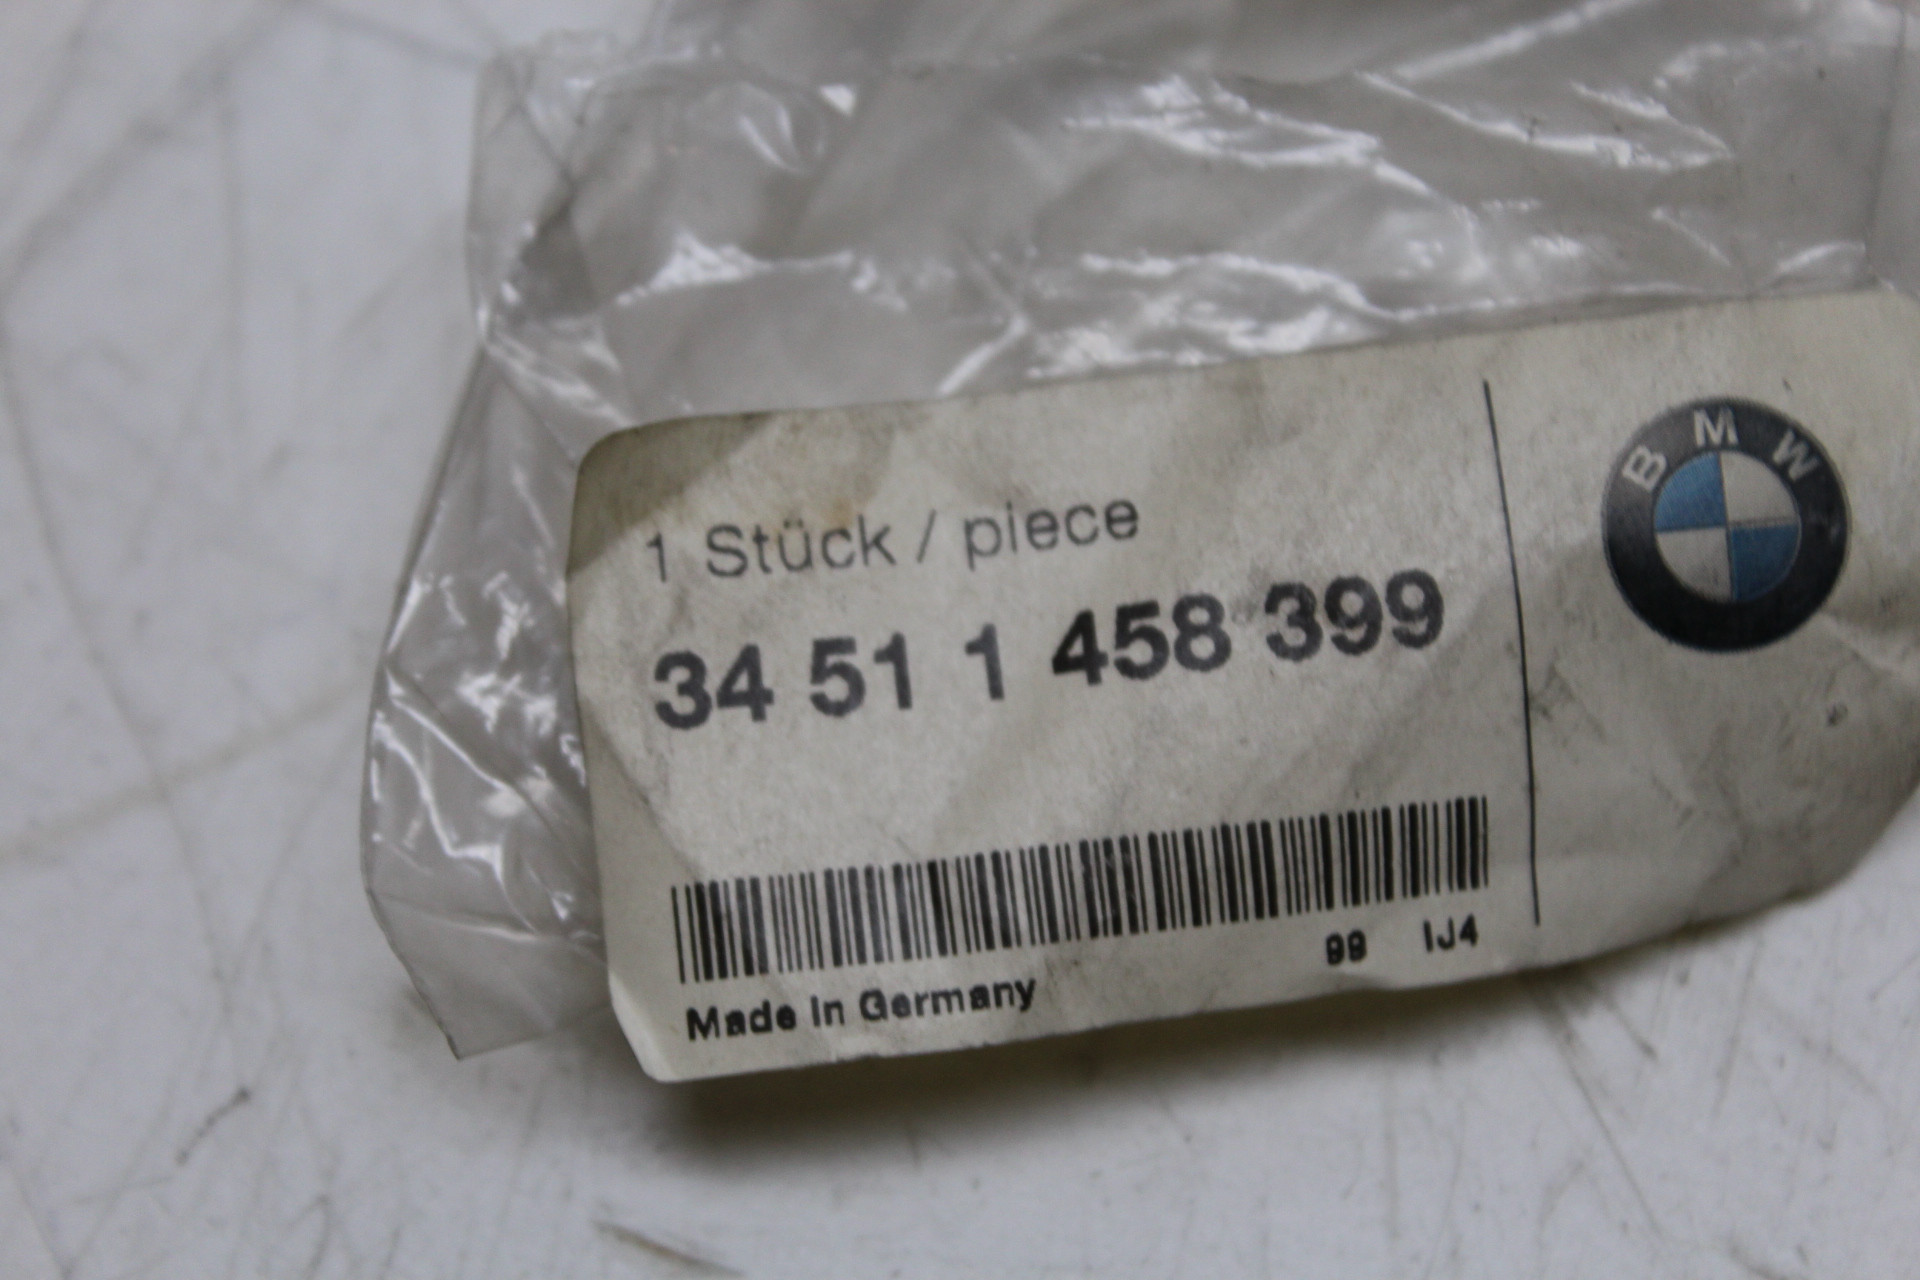 1 Stück / piece
34 51 1 458 399
99 IJ4
Made in Germany
BMW